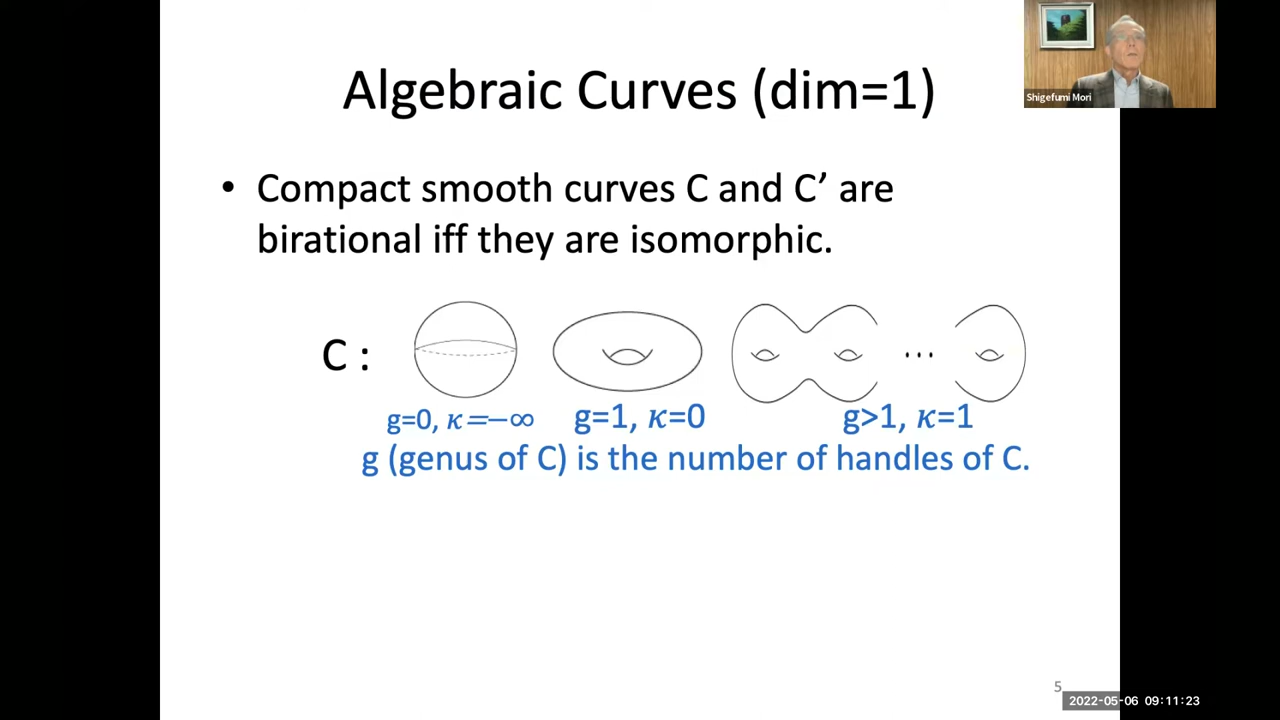 Algebraic Curves (dim=1)
Shigefumi Mori
• Compact smooth curves C and C’ are
birational iff they are isomorphic.
C :
...
g=0, κ=−∞
g=1, κ=0
g>1, κ=1
g (genus of C) is the number of handles of C.
5
2022-05-06 09:11:23